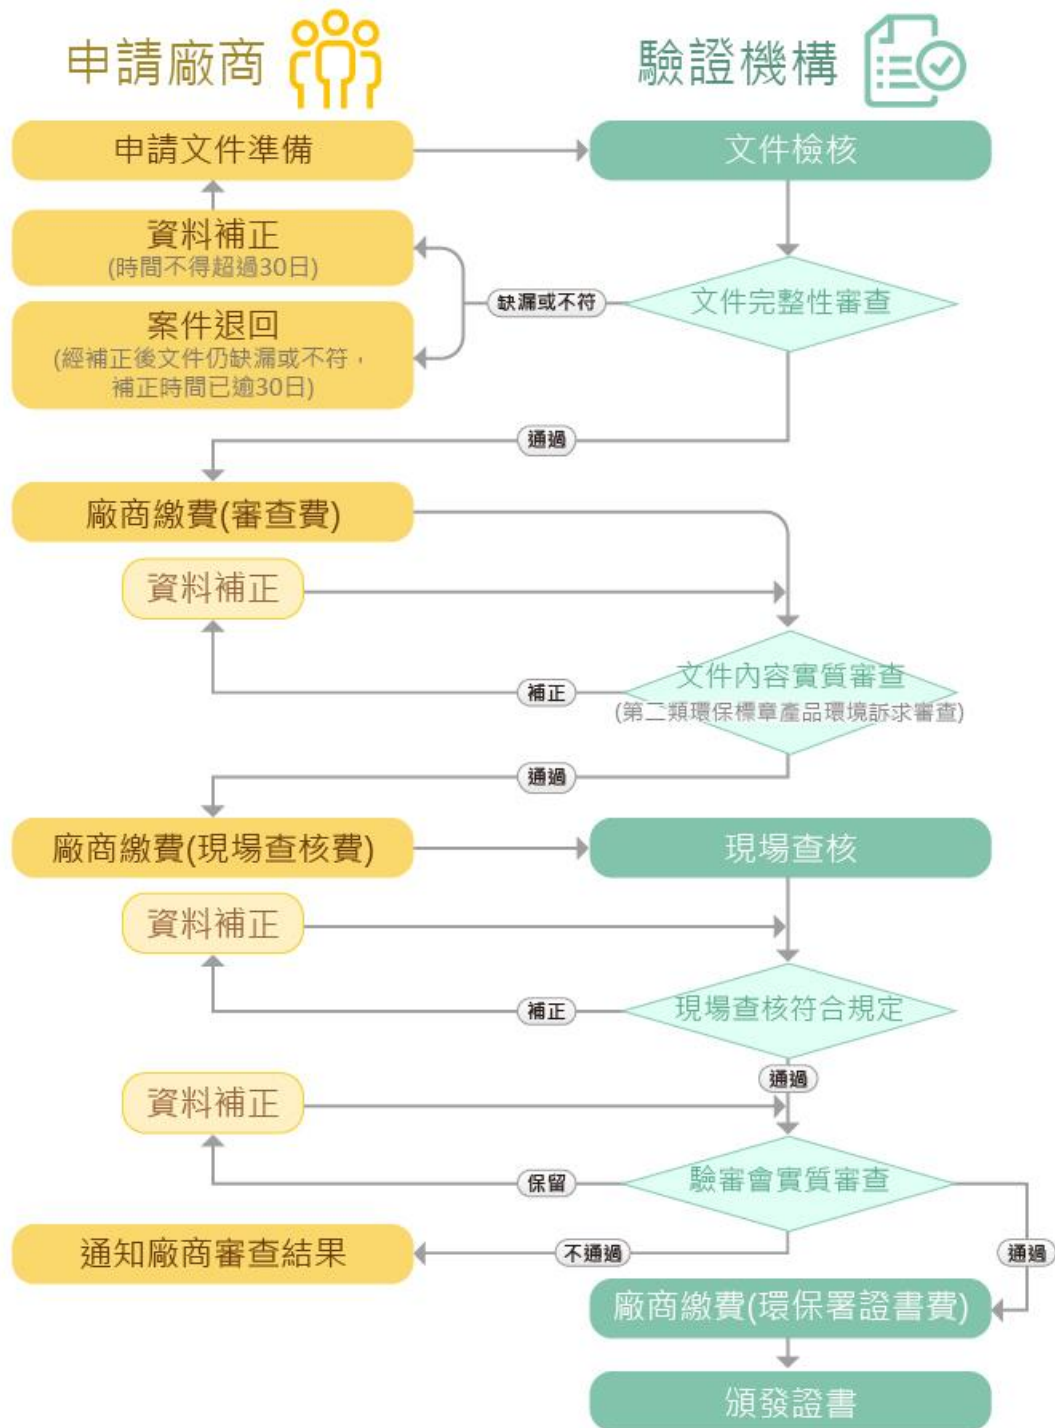 申請廠商
驗證機構
申請文件準備
文件檢核
資料補正
(時間不得超過30日)
缺漏或不符
文件完整性審查
案件退回
(經補正後文件仍缺漏或不符，
補正時間已逾30日)
通過
廠商繳費(審查費)
資料補正
文件內容實質審查
(第二類環保標章產品環境訴求審查)
補正
通過
廠商繳費(現場查核費)
現場查核
資料補正
現場查核符合規定
補正
通過
資料補正
驗審會實質審查
保留
通知廠商審查結果
不通過
通過
廠商繳費(環保署證書費)
頒發證書